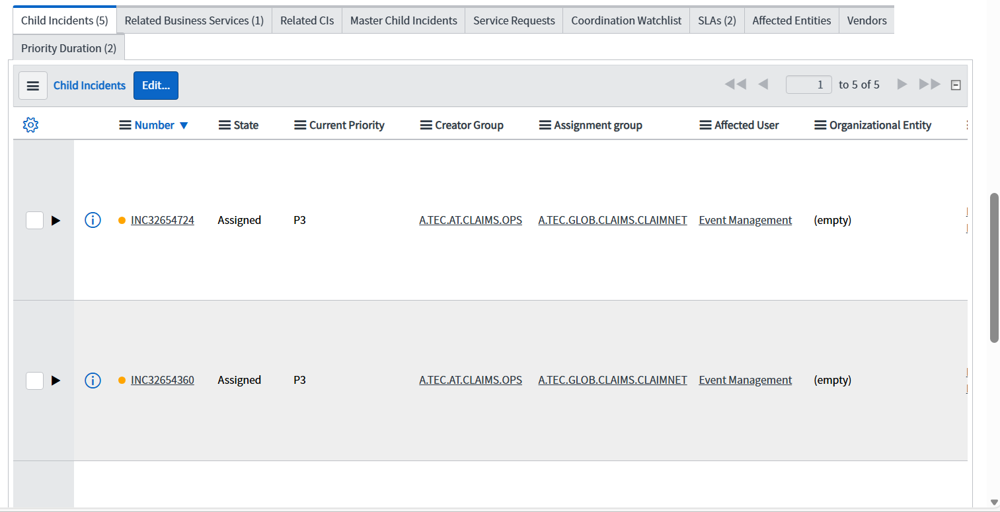 Child Incidents (5) Related Business Services (1) Related CIs Master Child Incidents Service Requests Coordination Watchlist SLAs (2) Affected Entities Vendors
Priority Duration (2)
Child Incidents Edit... 1 to 5 of 5
Number State Current Priority Creator Group Assignment group Affected User Organizational Entity
INC32654724 Assigned P3 A.TEC.AT.CLAIMS.OPS A.TEC.GLOB.CLAIMS.CLAIMNET Event Management (empty)
INC32654360 Assigned P3 A.TEC.AT.CLAIMS.OPS A.TEC.GLOB.CLAIMS.CLAIMNET Event Management (empty)